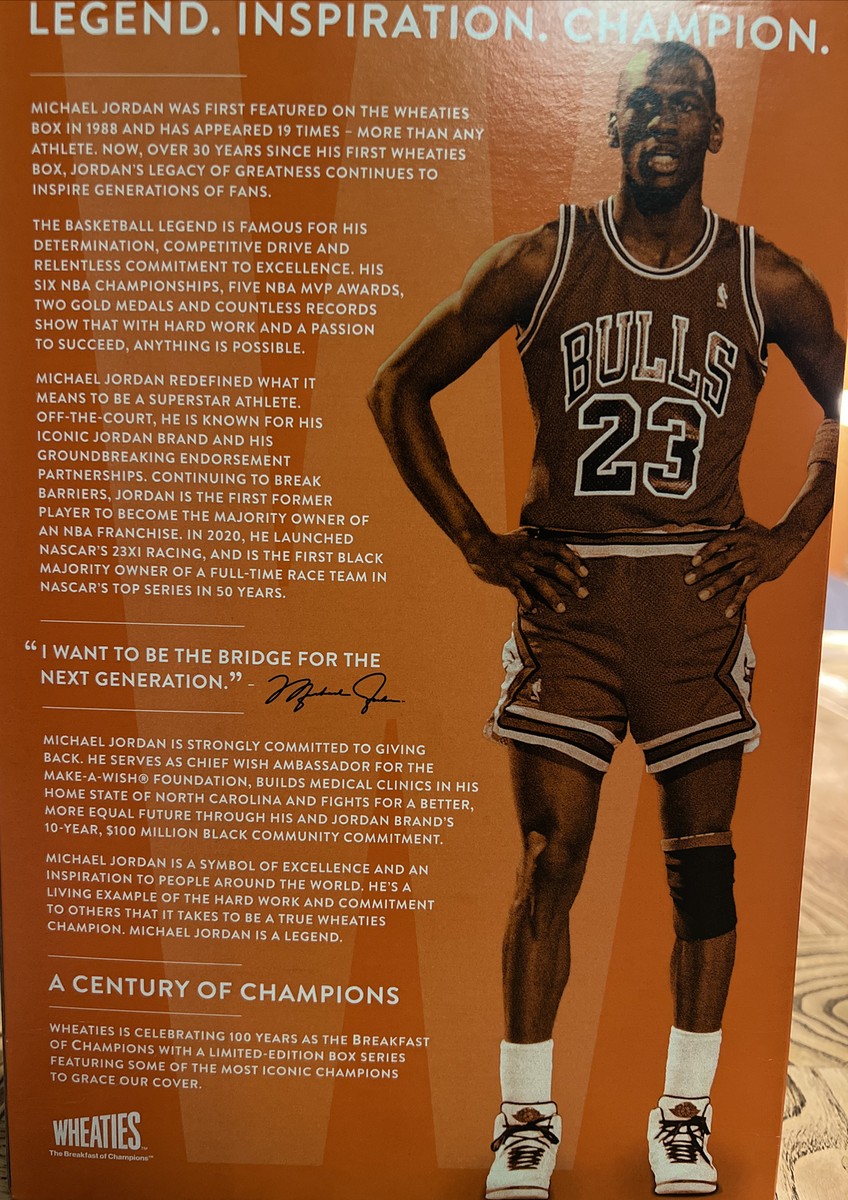 LEGEND. INSPIRATION. CHAMPION.
MICHAEL JORDAN WAS FIRST FEATURED ON THE WHEATIES
BOX IN 1988 AND HAS APPEARED 19 TIMES – MORE THAN ANY
ATHLETE. NOW, OVER 30 YEARS SINCE HIS FIRST WHEATIES
BOX, JORDAN'S LEGACY OF GREATNESS CONTINUES TO
INSPIRE GENERATIONS OF FANS.
THE BASKETBALL LEGEND IS FAMOUS FOR HIS
DETERMINATION, COMPETITIVE DRIVE AND
RELENTLESS COMMITMENT TO EXCELLENCE. HIS
SIX NBA CHAMPIONSHIPS, FIVE NBA MVP AWARDS,
TWO GOLD MEDALS AND COUNTLESS RECORDS
SHOW THAT WITH HARD WORK AND A PASSION
TO SUCCEED, ANYTHING IS POSSIBLE.
MICHAEL JORDAN REDEFINED WHAT IT
MEANS TO BE A SUPERSTAR ATHLETE.
OFF-THE-COURT, HE IS KNOWN FOR HIS
ICONIC JORDAN BRAND AND HIS
GROUNDBREAKING ENDORSEMENT
PARTNERSHIPS. CONTINUING TO BREAK
BARRIERS, JORDAN IS THE FIRST FORMER
PLAYER TO BECOME THE MAJORITY OWNER OF
AN NBA FRANCHISE. IN 2020, HE LAUNCHED
NASCAR'S 23XI RACING, AND IS THE FIRST BLACK
MAJORITY OWNER OF A FULL-TIME RACE TEAM IN
NASCAR'S TOP SERIES IN 50 YEARS.
“I WANT TO BE THE BRIDGE FOR THE
NEXT GENERATION.” – Michael Jordan
MICHAEL JORDAN IS STRONGLY COMMITTED TO GIVING
BACK. HE SERVES AS CHIEF WISH AMBASSADOR FOR THE
MAKE-A-WISH® FOUNDATION, BUILDS MEDICAL CLINICS IN HIS
HOME STATE OF NORTH CAROLINA AND FIGHTS FOR A BETTER,
MORE EQUAL FUTURE THROUGH HIS AND JORDAN BRAND'S
10-YEAR, $100 MILLION BLACK COMMUNITY COMMITMENT.
MICHAEL JORDAN IS A SYMBOL OF EXCELLENCE AND AN
INSPIRATION TO PEOPLE AROUND THE WORLD. HE'S A
LIVING EXAMPLE OF THE HARD WORK AND COMMITMENT
TO OTHERS THAT IT TAKES TO BE A TRUE WHEATIES
CHAMPION. MICHAEL JORDAN IS A LEGEND.
A CENTURY OF CHAMPIONS
WHEATIES IS CELEBRATING 100 YEARS AS THE BREAKFAST
OF CHAMPIONS WITH A LIMITED-EDITION BOX SERIES
FEATURING SOME OF THE MOST ICONIC CHAMPIONS
TO GRACE OUR COVER.
WHEATIES™
The Breakfast of Champions™
BULLS
23